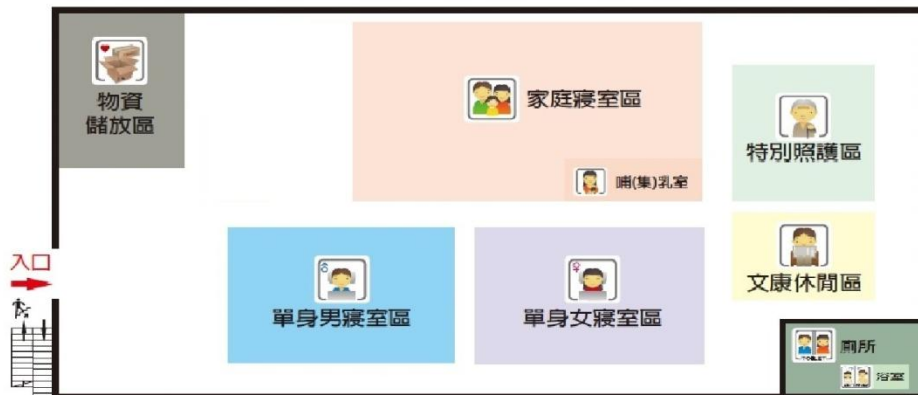 物資
儲放區
家庭寢室區
哺(集)乳室
特別照護區
入口
單身男寢室區
單身女寢室區
文康休閒區
廁所
TOILET
浴室